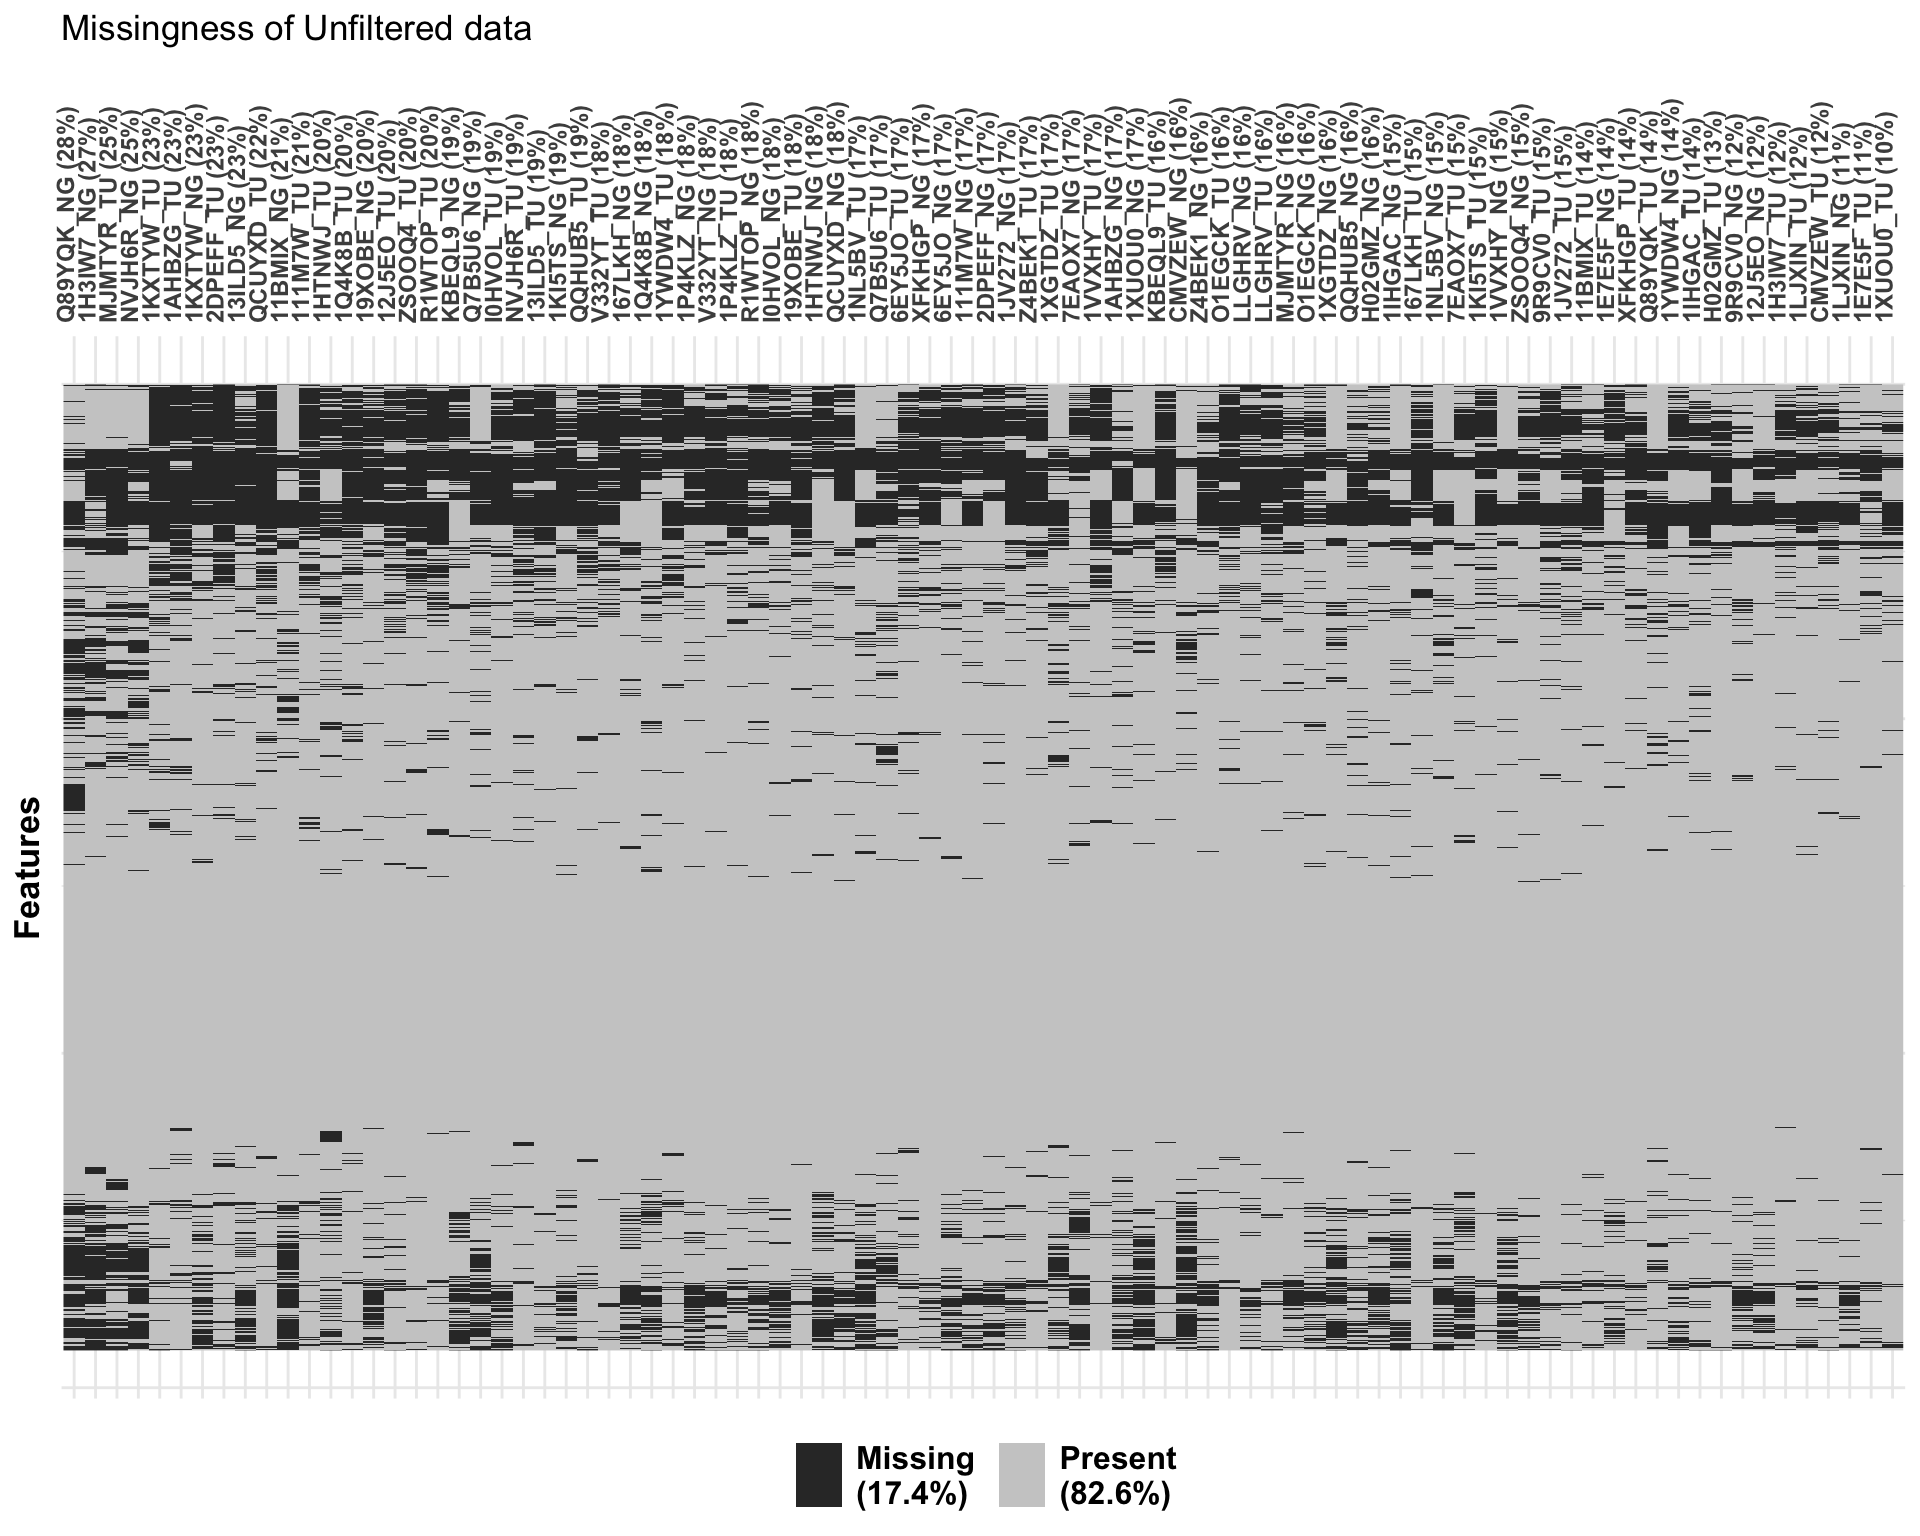 Missingness of Unfiltered data
Q89YQK_NG (28%)
1H3IW7_NG (27%)
MJMTYR_TU (25%)
NVJH6R_NG (25%)
1KXTYW_TU (23%)
1AHBZG_TU (23%)
1KXTYW_NG (23%)
2DPEFF_TU (23%)
13ILD5_NG (23%)
QCUYXD_TU (22%)
11BMIX_NG (21%)
111M7W_TU (21%)
1HTNWJ_TU (20%)
1Q4K8B_TU (20%)
19XOBE_NG (20%)
12J5EO_TU (20%)
ZSOOQ4_TU (20%)
R1WTOP_TU (20%)
KBEQL9_NG (19%)
Q7B5U6_NG (19%)
I0HVOL_TU (19%)
NVJH6R_TU (19%)
13ILD5_TU (19%)
1KI5TS_NG (19%)
QQHUB5_TU (19%)
V332YT_TU (18%)
167LKH_NG (18%)
1Q4K8B_NG (18%)
1YWDW4_TU (18%)
1P4KLZ_NG (18%)
V332YT_NG (18%)
1P4KLZ_TU (18%)
R1WTOP_NG (18%)
I0HVOL_NG (18%)
19XOBE_TU (18%)
1HTNWJ_NG (18%)
QCUYXD_NG (18%)
1NL5BV_TU (17%)
Q7B5U6_TU (17%)
6EY5JO_TU (17%)
XFKHGP_NG (17%)
6EY5JO_NG (17%)
111M7W_NG (17%)
2DPEFF_NG (17%)
1JV272_NG (17%)
Z4BEK1_TU (17%)
1XGTDZ_TU (17%)
7EAOX7_NG (17%)
1VVXHY_TU (17%)
1AHBZG_NG (17%)
1XUOU0_NG (17%)
KBEQL9_TU (16%)
CMVZEW_NG (16%)
Z4BEK1_NG (16%)
O1EGCK_TU (16%)
LLGHRV_NG (16%)
LLGHRV_TU (16%)
MJMTYR_NG (16%)
O1EGCK_NG (16%)
1XGTDZ_NG (16%)
QQHUB5_NG (16%)
H02GMZ_NG (16%)
1IHGAC_NG (15%)
167LKH_TU (15%)
1NL5BV_NG (15%)
7EAOX7_TU (15%)
1KI5TS_TU (15%)
1VVXHY_NG (15%)
ZSOOQ4_NG (15%)
9R9CV0_TU (15%)
1JV272_TU (15%)
11BMIX_TU (14%)
1E7E5F_NG (14%)
XFKHGP_TU (14%)
Q89YQK_TU (14%)
1YWDW4_NG (14%)
1IHGAC_TU (14%)
H02GMZ_TU (13%)
9R9CV0_NG (12%)
12J5EO_NG (12%)
1H3IW7_TU (12%)
1LJXIN_TU (12%)
CMVZEW_TU (12%)
1LJXIN_NG (11%)
1E7E5F_TU (11%)
1XUOU0_TU (10%)
Features
Missing
(17.4%)
Present
(82.6%)